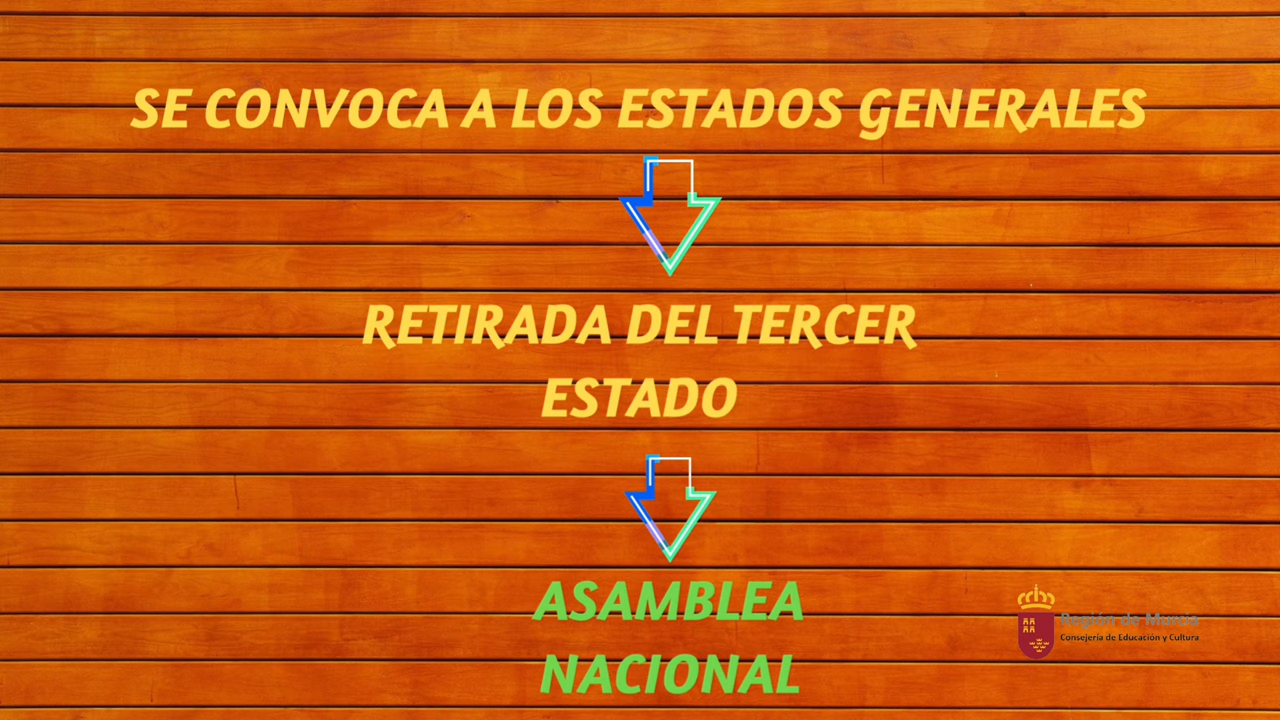 SE CONVOCA A LOS ESTADOS GENERALES
RETIRADA DEL TERCER
ESTADO
ASAMBLEA
NACIONAL
Región de Murcia
Consejería de Educación y Cultura